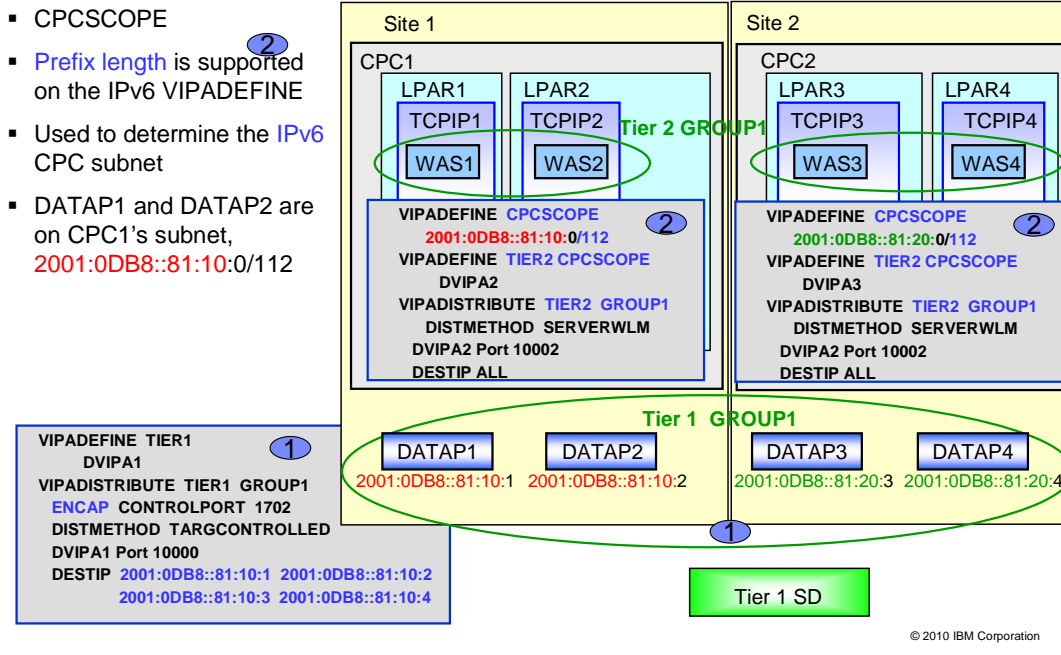 ▪ CPCSCOPE
2
▪ Prefix length is supported
on the IPv6 VIPADEFINE
▪ Used to determine the IPv6
CPC subnet
▪ DATAP1 and DATAP2 are
on CPC1's subnet,
2001:0DB8::81:10:0/112
Site 1
CPC1
LPAR1
TCPIP1
WAS1
LPAR2
TCPIP2
WAS2
Tier 2 GROUP1
VIPADEFINE CPCSCOPE
2
2001:0DB8::81:10:0/112
VIPADEFINE TIER2 CPCSCOPE
DVIPA2
VIPADISTRIBUTE TIER2 GROUP1
DISTMETHOD SERVERWLM
DVIPA2 Port 10002
DESTIP ALL
Site 2
CPC2
LPAR3
TCPIP3
WAS3
LPAR4
TCPIP4
WAS4
VIPADEFINE CPCSCOPE
2
2001:0DB8::81:20:0/112
VIPADEFINE TIER2 CPCSCOPE
DVIPA3
VIPADISTRIBUTE TIER2 GROUP1
DISTMETHOD SERVERWLM
DVIPA2 Port 10002
DESTIP ALL
Tier 1 GROUP1
DATAP1
2001:0DB8::81:10:1
DATAP2
2001:0DB8::81:10:2
DATAP3
2001:0DB8::81:20:3
DATAP4
2001:0DB8::81:20:4
1
VIPADEFINE TIER1
1
DVIPA1
VIPADISTRIBUTE TIER1 GROUP1
ENCAP CONTROLPORT 1702
DISTMETHOD TARGCONTROLLED
DVIPA1 Port 10000
DESTIP 2001:0DB8::81:10:1 2001:0DB8::81:10:2
2001:0DB8::81:10:3 2001:0DB8::81:10:4
Tier 1 SD
© 2010 IBM Corporation